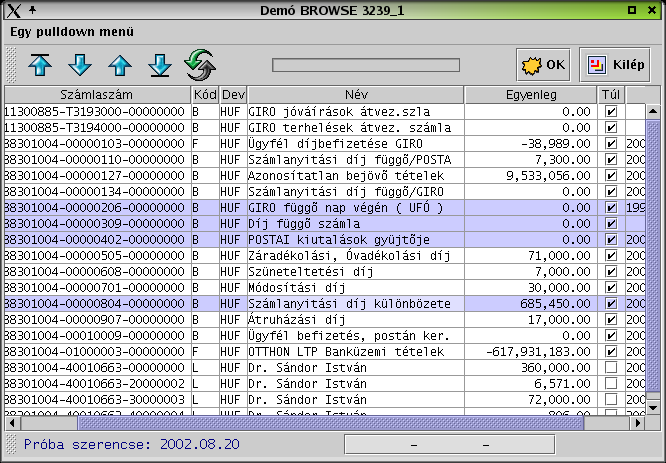 Demó BROWSE 3239_1
Egy pulldown menü
OK Kilép
Számlaszám Kód Dev Név Egyenleg Túl
11300885-T3193000-00000000 B HUF GIRO jóváírások átvez.szla 0.00
11300885-T3194000-00000000 B HUF GIRO terhelések átvez. számla 0.00
38301004-00000103-00000000 F HUF Ügyfél díjbefizetése GIRO -38,989.00 200
38301004-00000110-00000000 B HUF Számlanyitási díj függő/POSTA 7,300.00 200
38301004-00000127-00000000 B HUF Azonosítatlan bejövő tételek 9,533,056.00 200
38301004-00000134-00000000 B HUF Számlanyitási díj függő/GIRO 0.00 200
38301004-00000206-00000000 B HUF GIRO függő nap végén ( UFÓ ) 0.00 199
38301004-00000309-00000000 B HUF Díj függő számla 0.00
38301004-00000402-00000000 B HUF POSTAI kiutalások gyüjtője 0.00 200
38301004-00000505-00000000 B HUF Záradékolási, Óvadékolási díj 71,000.00 200
38301004-00000608-00000000 B HUF Szüneteltetési díj 7,000.00 200
38301004-00000701-00000000 B HUF Módosítási díj 30,000.00 200
38301004-00000804-00000000 B HUF Számlanyitási díj különbözete 685,450.00 200
38301004-00000907-00000000 B HUF Átruházási díj 17,000.00 200
38301004-00010009-00000000 B HUF Ügyfél befizetés, postán ker. 0.00 200
38301004-01000003-00000000 F HUF OTTHON LTP Banküzemi tételek -617,931,183.00 200
38301004-40010663-00000000 L HUF Dr. Sándor István 360,000.00 200
38301004-40010663-20000002 L HUF Dr. Sándor István 6,571.00 200
38301004-40010663-30000003 L HUF Dr. Sándor István 72,000.00 200
38301004-40010663-40000004 L HUF Dr. Sándor István 806.00 200
Próba szerencse: 2002.08.20 - -